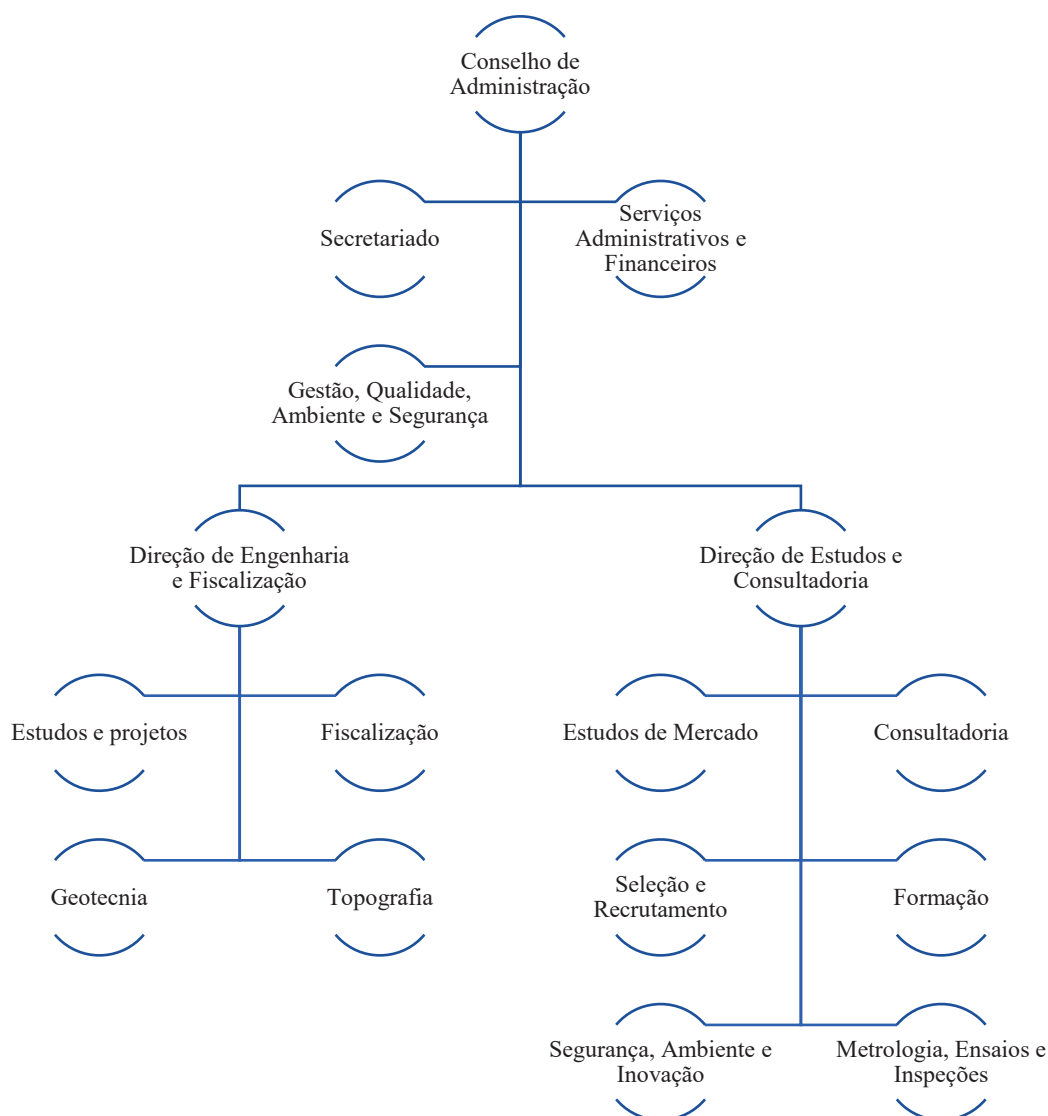 Conselho de
Administração
Secretariado
Serviços
Administrativos e
Financeiros
Gestão, Qualidade,
Ambiente e Segurança
Direção de Engenharia
e Fiscalização
Direção de Estudos e
Consultadoria
Estudos e projetos
Fiscalização
Estudos de Mercado
Consultadoria
Geotecnia
Topografia
Seleção e
Recrutamento
Formação
Segurança, Ambiente e
Inovação
Metrologia, Ensaios e
Inspeções